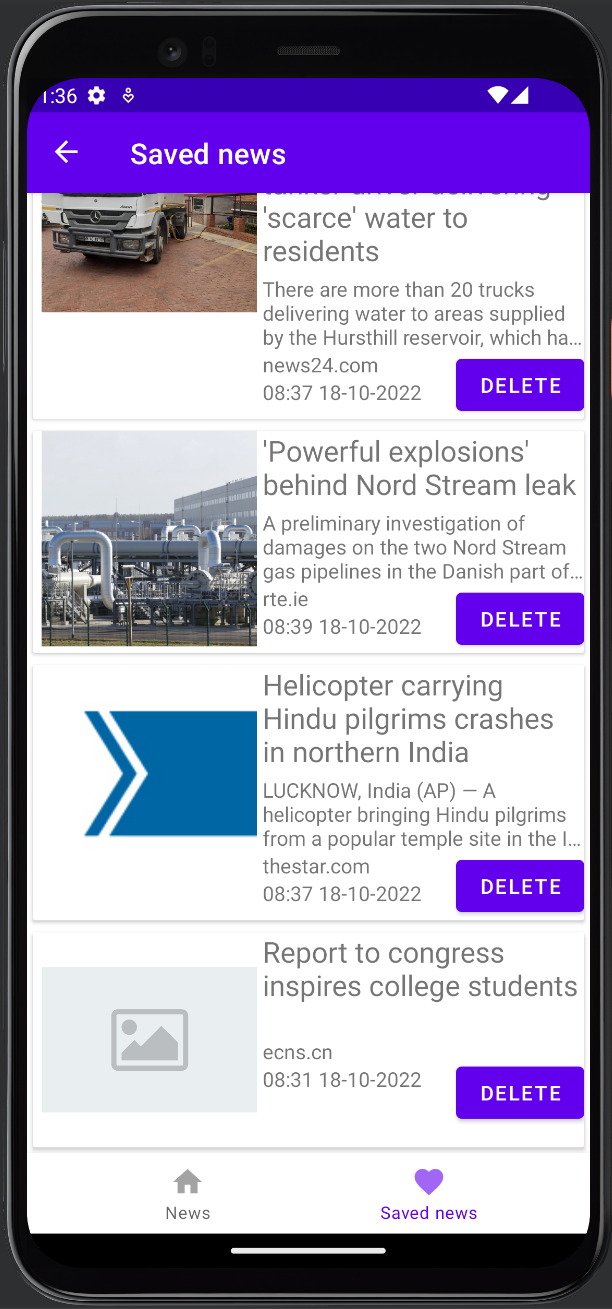 1:36
Saved news
tanker driver delivering
'scarce' water to
residents
There are more than 20 trucks
delivering water to areas supplied
by the Hursthill reservoir, which ha…
news24.com
08:37 18-10-2022
DELETE
'Powerful explosions'
behind Nord Stream leak
A preliminary investigation of
damages on the two Nord Stream
gas pipelines in the Danish part of…
rte.ie
08:39 18-10-2022
DELETE
Helicopter carrying
Hindu pilgrims crashes
in northern India
LUCKNOW, India (AP) — A
helicopter bringing Hindu pilgrims
from a popular temple site in the I…
thestar.com
08:37 18-10-2022
DELETE
Report to congress
inspires college students
ecns.cn
08:31 18-10-2022
DELETE
News
Saved news